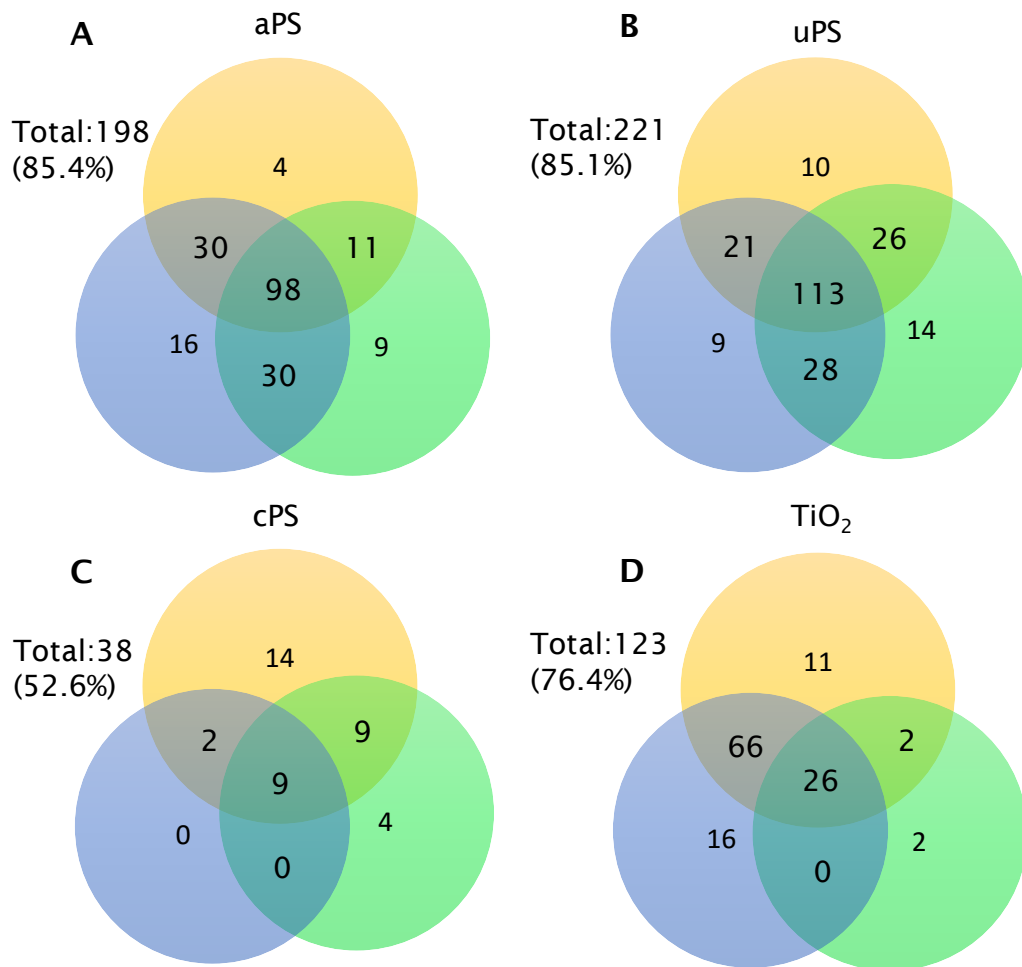 A
aPS
Total:198
(85.4%)
4
30
11
98
16
9
30
B
uPS
Total:221
(85.1%)
10
21
26
113
9
14
28
C
cPS
Total:38
(52.6%)
14
2
9
9
0
4
0
D
TiO₂
Total:123
(76.4%)
11
66
2
26
16
2
0